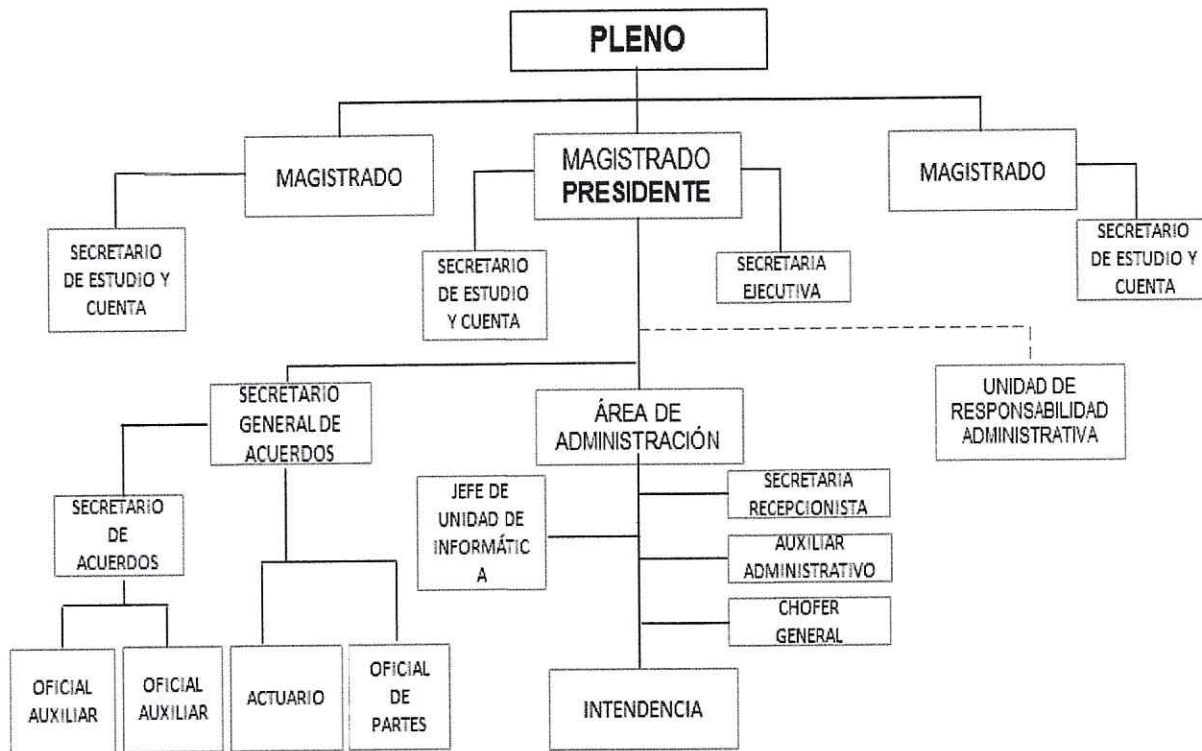 PLENO
MAGISTRADO
MAGISTRADO
PRESIDENTE
MAGISTRADO
SECRETARIO
DE ESTUDIO Y
CUENTA
SECRETARIO
DE ESTUDIO
Y CUENTA
SECRETARIA
EJECUTIVA
SECRETARIO
DE ESTUDIO Y
CUENTA
SECRETARIO
GENERAL DE
ACUERDOS
ÁREA DE
ADMINISTRACIÓN
UNIDAD DE
RESPONSABILIDAD
ADMINISTRATIVA
SECRETARIO
DE
ACUERDOS
JEFE DE
UNIDAD DE
INFORMÁTIC
A
SECRETARIA
RECEPCIONISTA
AUXILIAR
ADMINISTRATIVO
CHOFER
GENERAL
OFICIAL
AUXILIAR
OFICIAL
AUXILIAR
ACTUARIO
OFICIAL
DE
PARTES
INTENDENCIA